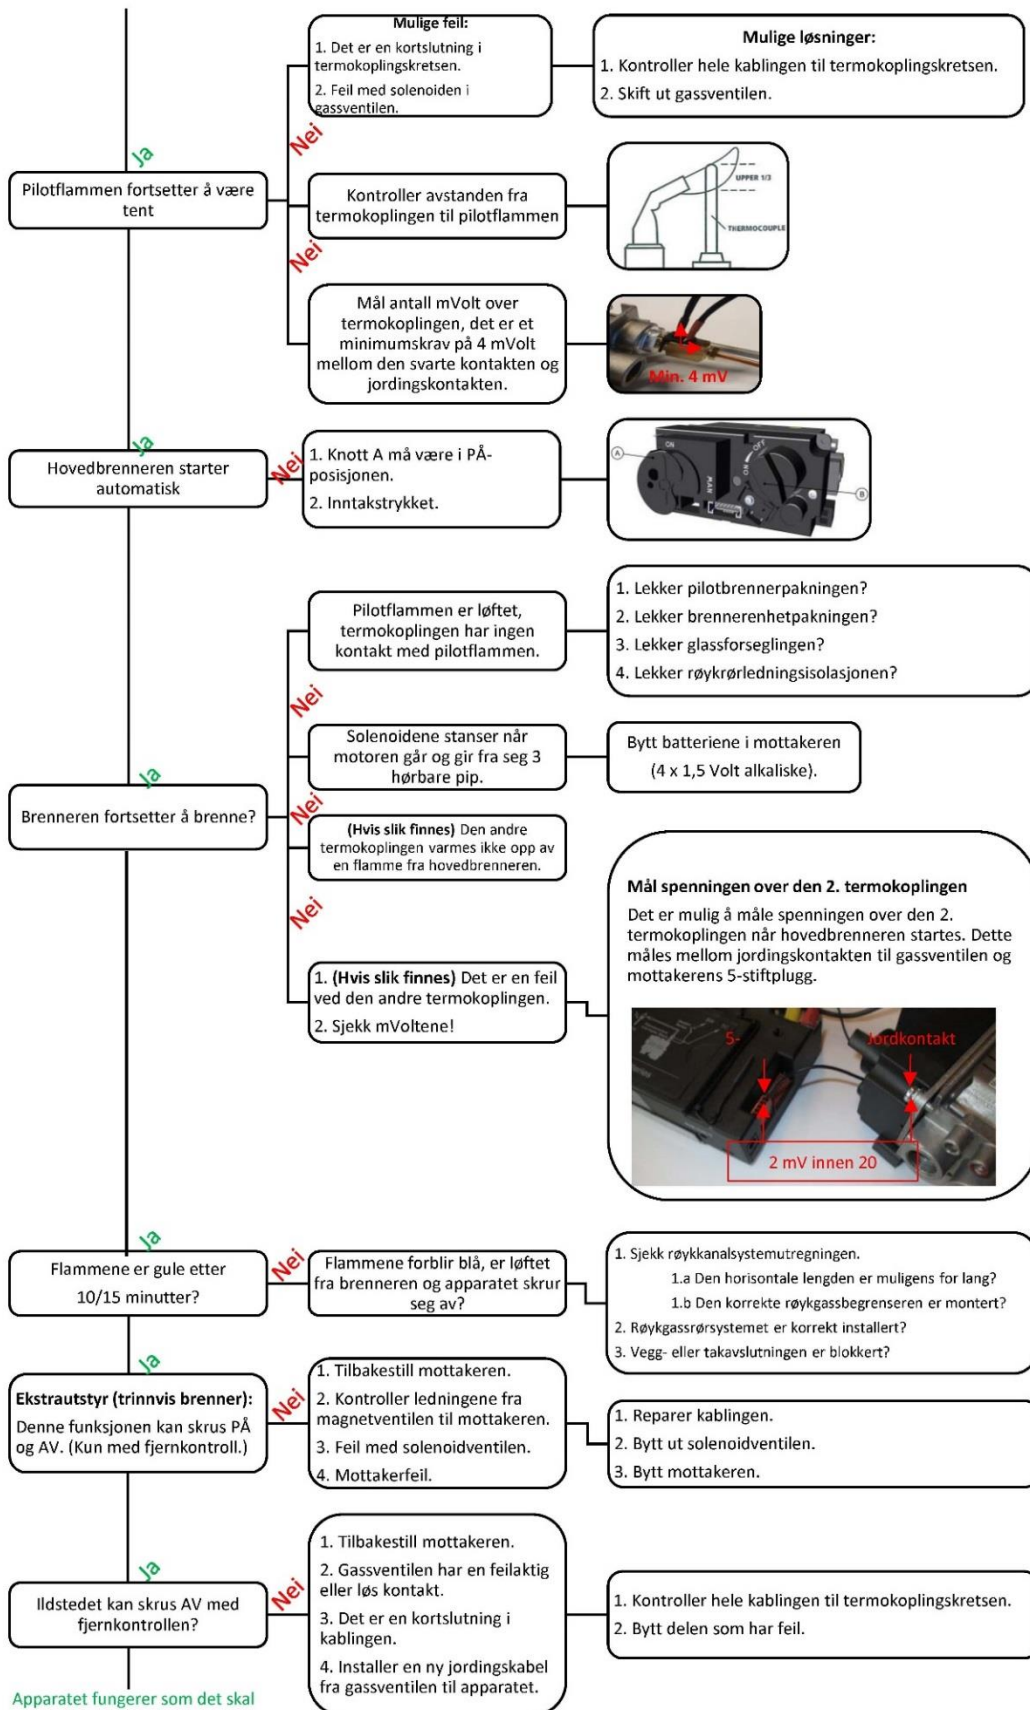 Mulige feil:
1. Det er en kortslutning i
termokoplingskretsen.
2. Feil med solenoiden i
gassventilen.
Mulige løsninger:
1. Kontroller hele kablingen til termokoplingskretsen.
2. Skift ut gassventilen.
Nei
Ja
Pilotflammen fortsetter å være
tent
Kontroller avstanden fra
termokoplingen til pilotflammen
UPPER 1/3
THERMOCOUPLE
Nei
Mål antall mVolt over
termokoplingen, det er et
minimumskrav på 4 mVolt
mellom den svarte kontakten og
jordingskontakten.
Min. 4 mV
Ja
Hovedbrenneren starter
automatisk
Nei
1. Knott A må være i PÅ-
posisjonen.
2. Inntakstrykket.
A
ON
MAN
OFF
ON
B
Pilotflammen er løftet,
termokoplingen har ingen
kontakt med pilotflammen.
1. Lekker pilotbrennerpakningen?
2. Lekker brennerenhetpakningen?
3. Lekker glassforseglingen?
4. Lekker røykrørledningsisolasjonen?
Nei
Solenoidene stanser når
motoren går og gir fra seg 3
hørbare pip.
Bytt batteriene i mottakeren
(4 x 1,5 Volt alkaliske).
Ja
Brenneren fortsetter å brenne?
Nei
(Hvis slik finnes) Den andre
termokoplingen varmes ikke opp av
en flamme fra hovedbrenneren.
Nei
1. (Hvis slik finnes) Det er en feil
ved den andre termokoplingen.
2. Sjekk mVoltene!
Mål spenningen over den 2. termokoplingen
Det er mulig å måle spenningen over den 2.
termokoplingen når hovedbrenneren startes. Dette
måles mellom jordingskontakten til gassventilen og
mottakerens 5-stiftplugg.
5-
Jordkontakt
2 mV innen 20
Ja
Flammene er gule etter
10/15 minutter?
Nei
Flammene forblir blå, er løftet
fra brenneren og apparatet skrur
seg av?
1. Sjekk røykkanalsystemutregningen.
1.a Den horisontale lengden er muligens for lang?
1.b Den korrekte røykgassbegrenseren er montert?
2. Røykgassrørsystemet er korrekt installert?
3. Vegg- eller takavslutningen er blokkert?
Ja
Ekstrautstyr (trinnvis brenner):
Denne funksjonen kan skrus PÅ
og AV. (Kun med fjernkontroll.)
Nei
1. Tilbakestill mottakeren.
2. Kontroller ledningene fra
magnetventilen til mottakeren.
3. Feil med solenoidventilen.
4. Mottakerfeil.
1. Reparer kablingen.
2. Bytt ut solenoidventilen.
3. Bytt mottakeren.
Ja
Ildstedet kan skrus AV med
fjernkontrollen?
Nei
1. Tilbakestill mottakeren.
2. Gassventilen har en feilaktig
eller løs kontakt.
3. Det er en kortslutning i
kablingen.
4. Installer en ny jordingskabel
fra gassventilen til apparatet.
1. Kontroller hele kablingen til termokoplingskretsen.
2. Bytt delen som har feil.
Apparatet fungerer som det skal